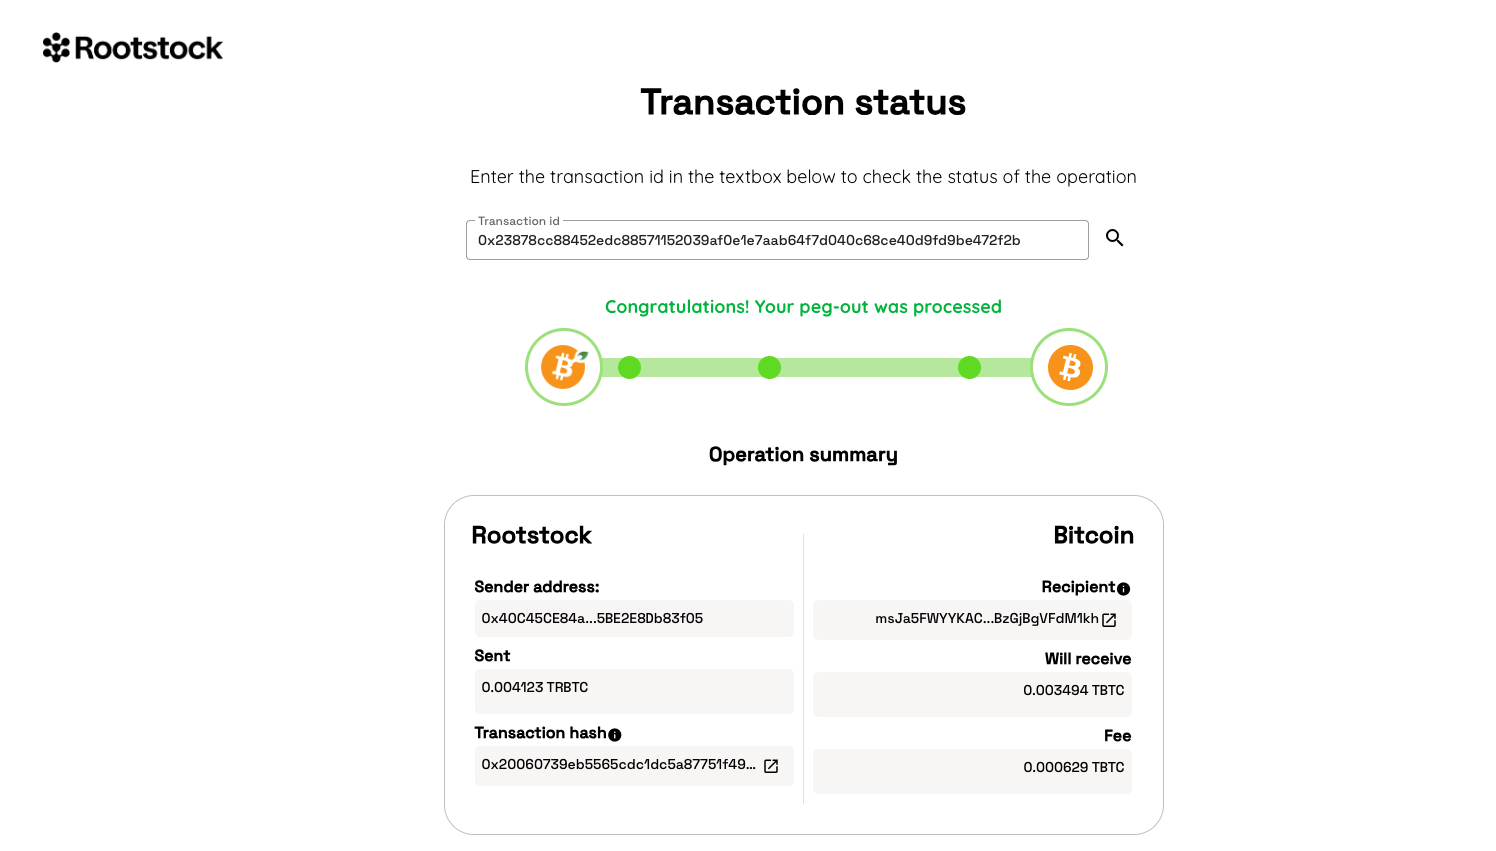 Rootstock
Transaction status
Enter the transaction id in the textbox below to check the status of the operation
Transaction id
0x23878cc88452edc88571152039af0e1e7aab64f7d040c68ce40d9fd9be472f2b
Congratulations! Your peg-out was processed
Operation summary
Rootstock
Sender address:
0x40C45CE84a...5BE2E8Db83f05
Sent
0.004123 TRBTC
Transaction hash
0x20060739eb5565cdc1dc5a87751f49...
Bitcoin
Recipient
msJa5FWYYKAC...BzGjBgVFdM1kh
Will receive
0.003494 TBTC
Fee
0.000629 TBTC